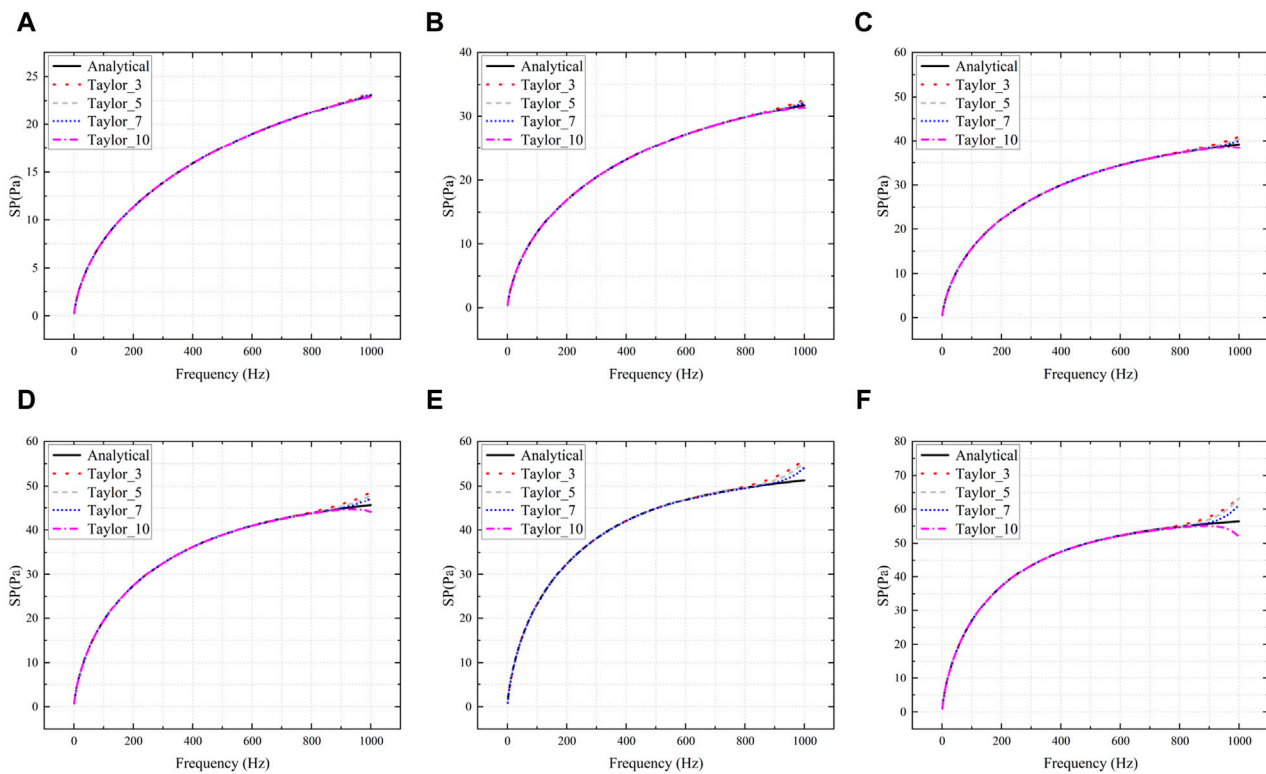 A
Analytical
Taylor_3
Taylor_5
Taylor_7
Taylor_10
SP(Pa)
25
20
15
10
5
0
0 200 400 600 800 1000
Frequency (Hz)
B
Analytical
Taylor_3
Taylor_5
Taylor_7
Taylor_10
SP(Pa)
40
30
20
10
0
0 200 400 600 800 1000
Frequency (Hz)
C
Analytical
Taylor_3
Taylor_5
Taylor_7
Taylor_10
SP(Pa)
60
50
40
30
20
10
0
0 200 400 600 800 1000
Frequency (Hz)
D
Analytical
Taylor_3
Taylor_5
Taylor_7
Taylor_10
SP(Pa)
60
50
40
30
20
10
0
0 200 400 600 800 1000
Frequency (Hz)
E
Analytical
Taylor_3
Taylor_5
Taylor_7
Taylor_10
SP(Pa)
60
50
40
30
20
10
0
0 200 400 600 800 1000
Frequency (Hz)
F
Analytical
Taylor_3
Taylor_5
Taylor_7
Taylor_10
SP(Pa)
80
70
60
50
40
30
20
10
0
0 200 400 600 800 1000
Frequency (Hz)